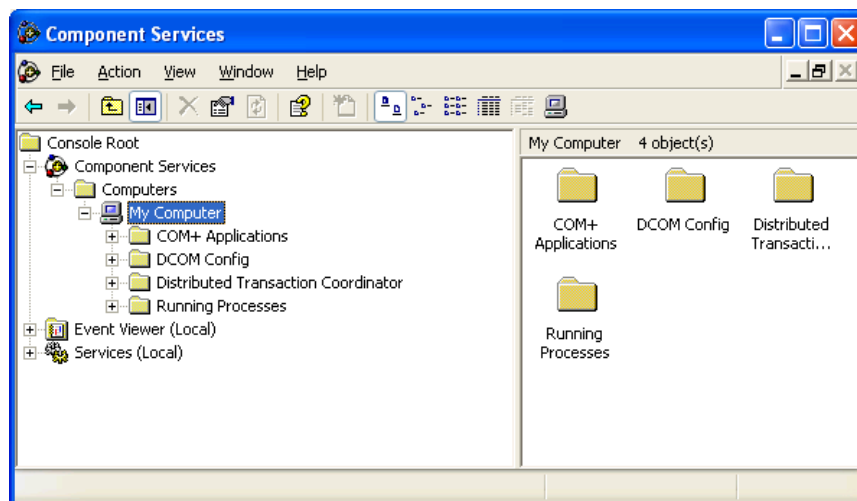 Component Services
File Action View Window Help
Console Root
Component Services
Computers
My Computer
COM+ Applications
DCOM Config
Distributed Transaction Coordinator
Running Processes
Event Viewer (Local)
Services (Local)
My Computer 4 object(s)
COM+ Applications
DCOM Config
Distributed Transacti...
Running Processes